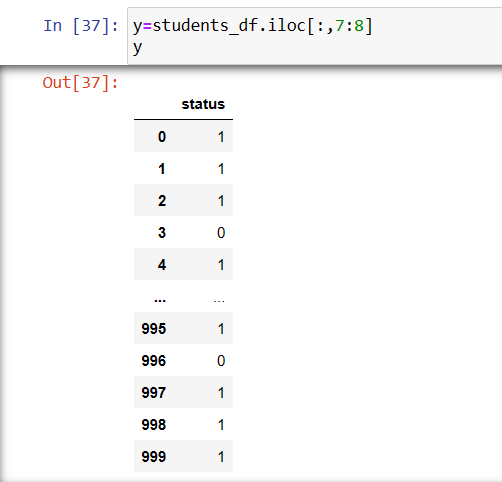 In [37]: y=students_df.iloc[:,7:8]
y
Out[37]:
status
0 1
1 1
2 1
3 0
4 1
... ...
995 1
996 0
997 1
998 1
999 1